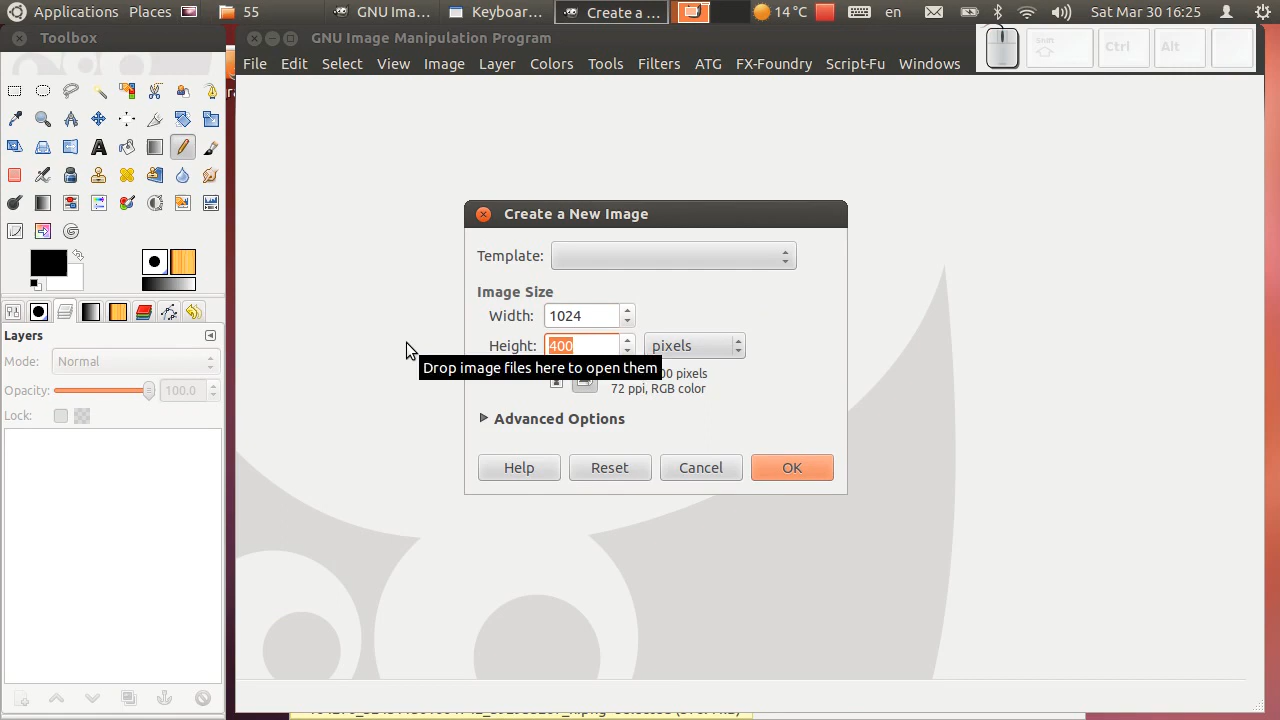 Applications Places 55 GNU Ima... Keyboar... Create a ... 14 °C en Sat Mar 30 16:25
Toolbox
GNU Image Manipulation Program
Shift Ctrl Alt
File Edit Select View Image Layer Colors Tools Filters ATG FX-Foundry Script-Fu Windows
Create a New Image
Template:
Image Size
Width: 1024
Height: 400 pixels
Drop image files here to open them
pixels
72 ppi, RGB color
Advanced Options
Help Reset Cancel OK
Layers
Mode: Normal
Opacity: 100.0
Lock: